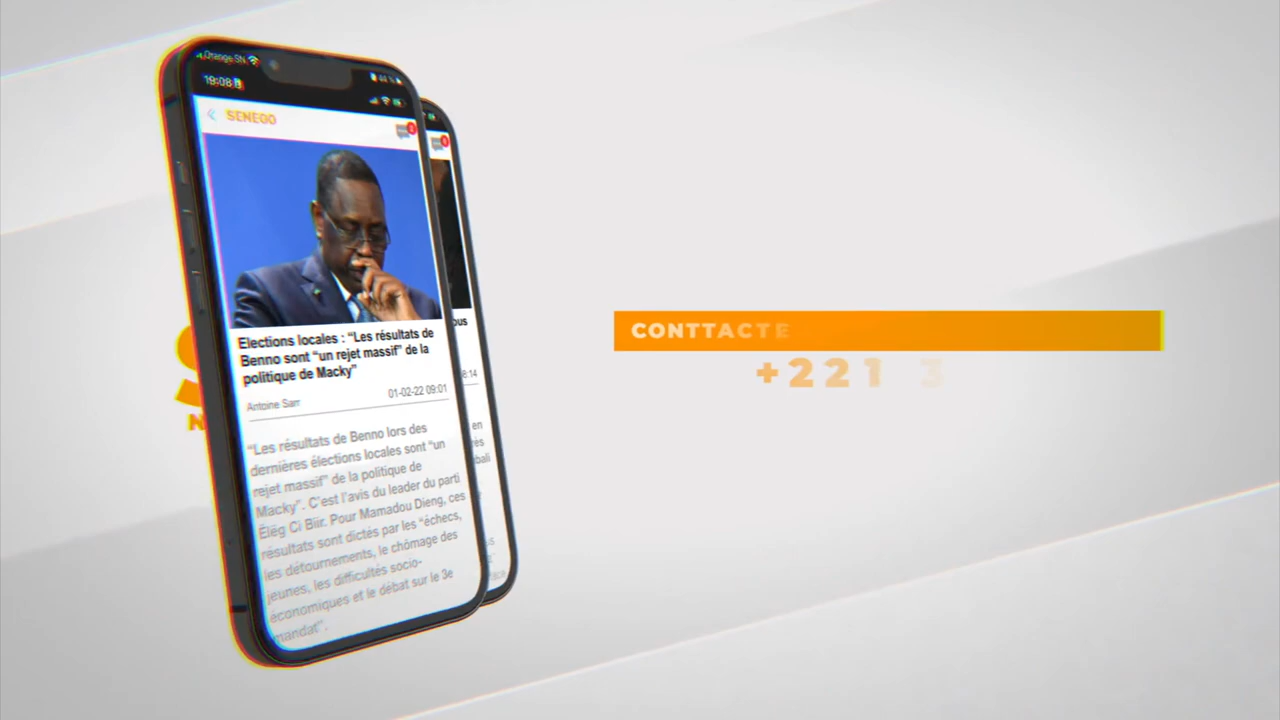 Orange SN
19:08
SENEGO
Elections locales : “Les résultats de
Benno sont “un rejet massif” de la
politique de Macky”
Antoine Sarr
01-02-22 09:01
“Les résultats de Benno lors des
dernières élections locales sont “un
rejet massif” de la politique de
Macky”. C’est l’avis du leader du parti
Élëg Ci Biir. Pour Mamadou Dieng, ces
résultats sont dictés par les “échecs,
les détournements, le chômage des
jeunes, les difficultés socio-
économiques et le débat sur le 3e
mandat”.
CONTTACTE
+221 3